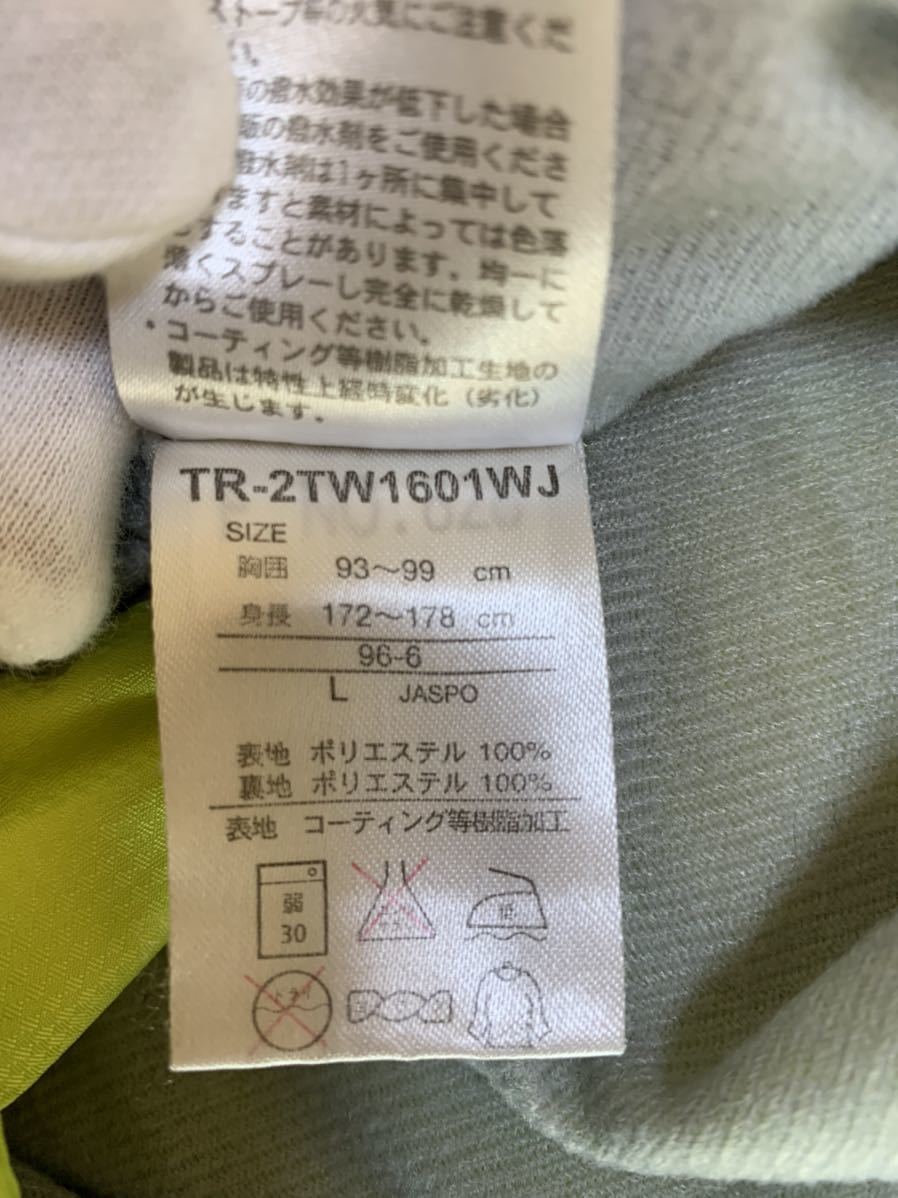 ストーブ等の火気にご注意くだ
い。
の撥水効果が低下した場合
販の撥水剤をご使用くださ
撥水剤は1ヶ所に集中して
ますと素材によっては色落
することがあります。均一に
薄くスプレーし完全に乾燥して
からご使用ください。
・コーティング等樹脂加工生地の
製品は特性上経時変化（劣化）
が生じます。
TR-2TW1601WJ
SIZE
胸囲 93〜99 cm
身長 172〜178 cm
96-6
L JASPO
表地 ポリエステル 100%
裏地 ポリエステル 100%
表地 コーティング等樹脂加工
弱
30
低
ドライ